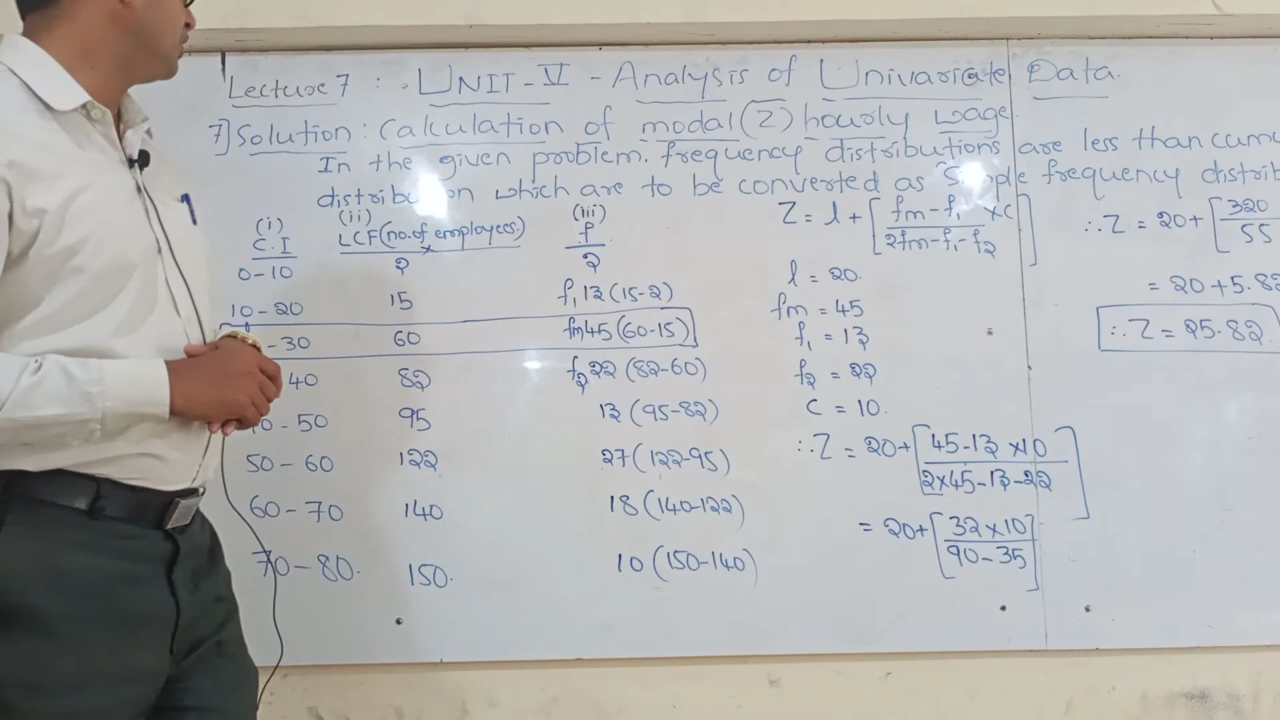 Lecture 7 : UNIT-V - Analysis of Univariate Data.
7] Solution : Calculation of modal (Z) hourly wage.
In the given problem. frequency distributions are less than cumu
distribution which are to be converted as Simple frequency distrib
(i) (ii) (iii)
C.I LCF (no. of employees) f
0-10 2 2
10-20 15 f₁ 13 (15-2)
-30 60 fm 45 (60-15)
40 82 f₂ 22 (82-60)
0-50 95 13 (95-82)
50-60 122 27 (122-95)
60-70 140 18 (140-122)
70-80. 150. 10 (150-140)
Z = l + [fm-f₁ / 2fm-f₁-f₂ × C]
l = 20.
fm = 45
f₁ = 13
f₂ = 22
C = 10.
∴ Z = 20 + [45-13 ×10 / 2×45-13-22]
= 20 + [32×10 / 90-35]
∴ Z = 20 + [320 / 55
= 20 + 5.82
∴ Z = 25.82.